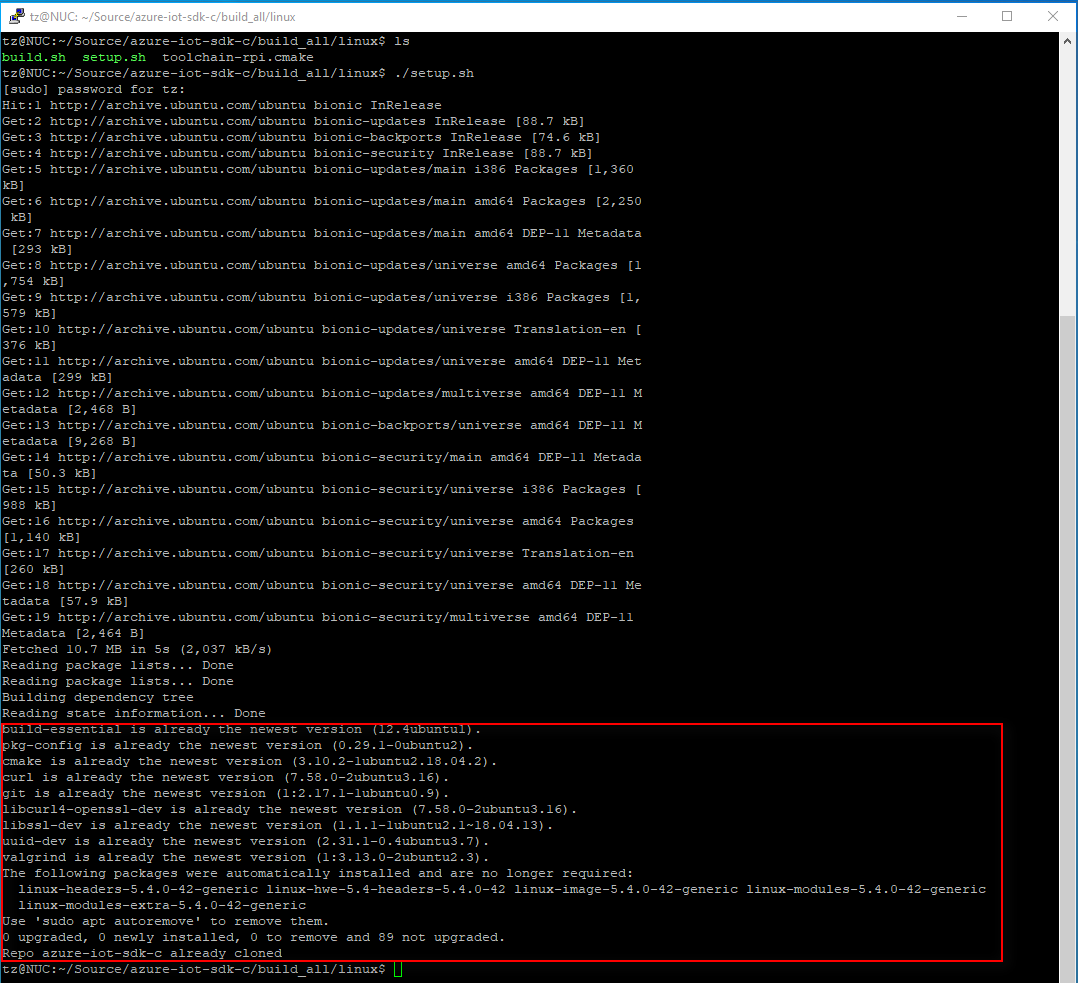 tz@NUC: ~/Source/azure-iot-sdk-c/build_all/linux
tz@NUC:~/Source/azure-iot-sdk-c/build_all/linux$ ls
build.sh  setup.sh  toolchain-rpi.cmake
tz@NUC:~/Source/azure-iot-sdk-c/build_all/linux$ ./setup.sh
[sudo] password for tz:
Hit:1 http://archive.ubuntu.com/ubuntu bionic InRelease
Get:2 http://archive.ubuntu.com/ubuntu bionic-updates InRelease [88.7 kB]
Get:3 http://archive.ubuntu.com/ubuntu bionic-backports InRelease [74.6 kB]
Get:4 http://archive.ubuntu.com/ubuntu bionic-security InRelease [88.7 kB]
Get:5 http://archive.ubuntu.com/ubuntu bionic-updates/main i386 Packages [1,360
kB]
Get:6 http://archive.ubuntu.com/ubuntu bionic-updates/main amd64 Packages [2,250
 kB]
Get:7 http://archive.ubuntu.com/ubuntu bionic-updates/main amd64 DEP-11 Metadata
 [293 kB]
Get:8 http://archive.ubuntu.com/ubuntu bionic-updates/universe amd64 Packages [1
,754 kB]
Get:9 http://archive.ubuntu.com/ubuntu bionic-updates/universe i386 Packages [1,
579 kB]
Get:10 http://archive.ubuntu.com/ubuntu bionic-updates/universe Translation-en [
376 kB]
Get:11 http://archive.ubuntu.com/ubuntu bionic-updates/universe amd64 DEP-11 Met
adata [299 kB]
Get:12 http://archive.ubuntu.com/ubuntu bionic-updates/multiverse amd64 DEP-11 M
etadata [2,468 B]
Get:13 http://archive.ubuntu.com/ubuntu bionic-backports/universe amd64 DEP-11 M
etadata [9,268 B]
Get:14 http://archive.ubuntu.com/ubuntu bionic-security/main amd64 DEP-11 Metada
ta [50.3 kB]
Get:15 http://archive.ubuntu.com/ubuntu bionic-security/universe i386 Packages [
988 kB]
Get:16 http://archive.ubuntu.com/ubuntu bionic-security/universe amd64 Packages
[1,140 kB]
Get:17 http://archive.ubuntu.com/ubuntu bionic-security/universe Translation-en
[260 kB]
Get:18 http://archive.ubuntu.com/ubuntu bionic-security/universe amd64 DEP-11 Me
tadata [57.9 kB]
Get:19 http://archive.ubuntu.com/ubuntu bionic-security/multiverse amd64 DEP-11
Metadata [2,464 B]
Fetched 10.7 MB in 5s (2,037 kB/s)
Reading package lists... Done
Reading package lists... Done
Building dependency tree
Reading state information... Done
build-essential is already the newest version (12.4ubuntu1).
pkg-config is already the newest version (0.29.1-0ubuntu2).
cmake is already the newest version (3.10.2-1ubuntu2.18.04.2).
curl is already the newest version (7.58.0-2ubuntu3.16).
git is already the newest version (1:2.17.1-1ubuntu0.9).
libcurl4-openssl-dev is already the newest version (7.58.0-2ubuntu3.16).
libssl-dev is already the newest version (1.1.1-1ubuntu2.1~18.04.13).
uuid-dev is already the newest version (2.31.1-0.4ubuntu3.7).
valgrind is already the newest version (1:3.13.0-2ubuntu2.3).
The following packages were automatically installed and are no longer required:
  linux-headers-5.4.0-42-generic linux-hwe-5.4-headers-5.4.0-42 linux-image-5.4.0-42-generic linux-modules-5.4.0-42-generic
  linux-modules-extra-5.4.0-42-generic
Use 'sudo apt autoremove' to remove them.
0 upgraded, 0 newly installed, 0 to remove and 89 not upgraded.
Repo azure-iot-sdk-c already cloned
tz@NUC:~/Source/azure-iot-sdk-c/build_all/linux$